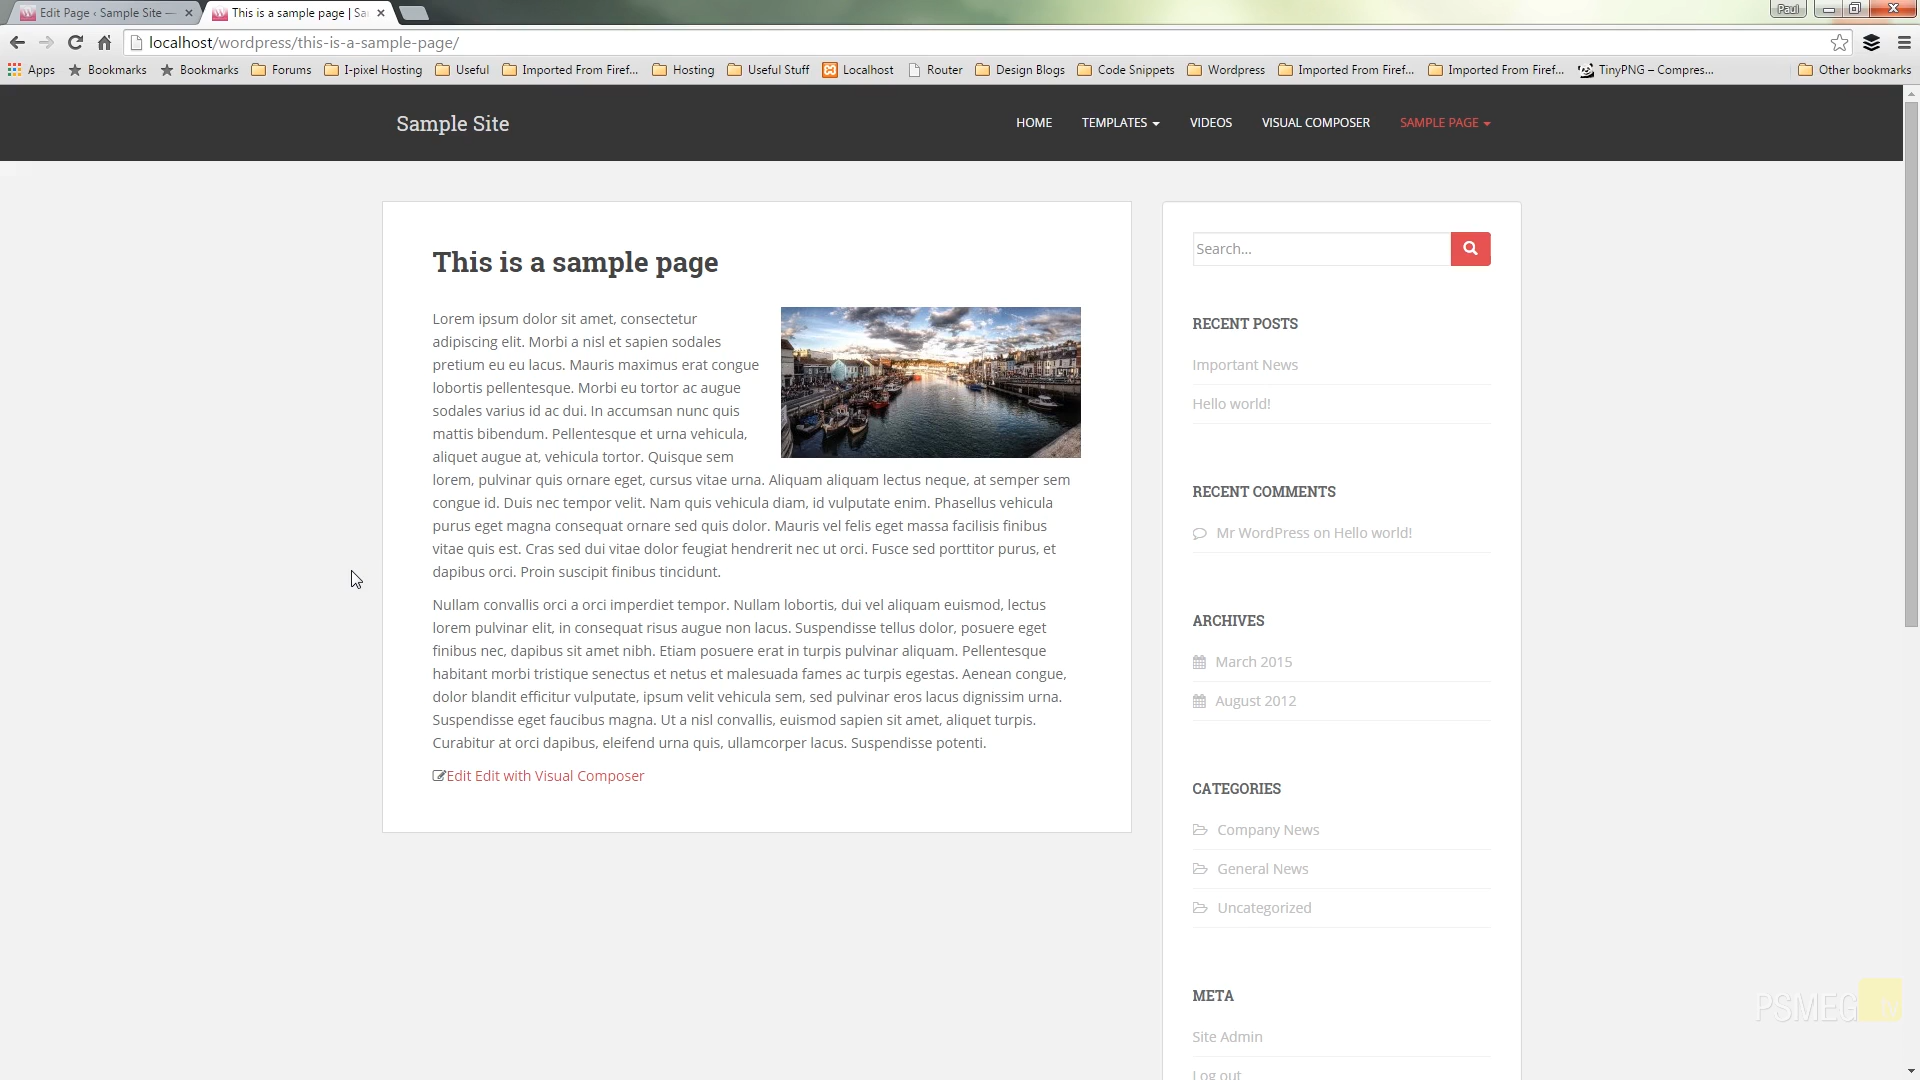 Edit Page ‹ Sample Site —
This is a sample page | Sa
Paul
localhost/wordpress/this-is-a-sample-page/
Apps
Bookmarks
Bookmarks
Forums
I-pixel Hosting
Useful
Imported From Firef...
Hosting
Useful Stuff
Localhost
Router
Design Blogs
Code Snippets
Wordpress
Imported From Firef...
Imported From Firef...
TinyPNG – Compres...
Other bookmarks
Sample Site
HOME
TEMPLATES
VIDEOS
VISUAL COMPOSER
SAMPLE PAGE
This is a sample page
Lorem ipsum dolor sit amet, consectetur
adipiscing elit. Morbi a nisl et sapien sodales
pretium eu eu lacus. Mauris maximus erat congue
lobortis pellentesque. Morbi eu tortor ac augue
sodales varius id ac dui. In accumsan nunc quis
mattis bibendum. Pellentesque et urna vehicula,
aliquet augue at, vehicula tortor. Quisque sem
lorem, pulvinar quis ornare eget, cursus vitae urna. Aliquam aliquam lectus neque, at semper sem
congue id. Duis nec tempor velit. Nam quis vehicula diam, id vulputate enim. Phasellus vehicula
purus eget magna consequat ornare sed quis dolor. Mauris vel felis eget massa facilisis finibus
vitae quis est. Cras sed dui vitae dolor feugiat hendrerit nec ut orci. Fusce sed porttitor purus, et
dapibus orci. Proin suscipit finibus tincidunt.
Nullam convallis orci a orci imperdiet tempor. Nullam lobortis, dui vel aliquam euismod, lectus
lorem pulvinar elit, in consequat risus augue non lacus. Suspendisse tellus dolor, posuere eget
finibus nec, dapibus sit amet nibh. Etiam posuere erat in turpis pulvinar aliquam. Pellentesque
habitant morbi tristique senectus et netus et malesuada fames ac turpis egestas. Aenean congue,
dolor blandit efficitur vulputate, ipsum velit vehicula sem, sed pulvinar eros lacus dignissim urna.
Suspendisse eget faucibus magna. Ut a nisl convallis, euismod sapien sit amet, aliquet turpis.
Curabitur at orci dapibus, eleifend urna quis, ullamcorper lacus. Suspendisse potenti.
Edit Edit with Visual Composer
Search...
RECENT POSTS
Important News
Hello world!
RECENT COMMENTS
Mr WordPress on Hello world!
ARCHIVES
March 2015
August 2012
CATEGORIES
Company News
General News
Uncategorized
META
Site Admin
Log out
PSMEG
tv